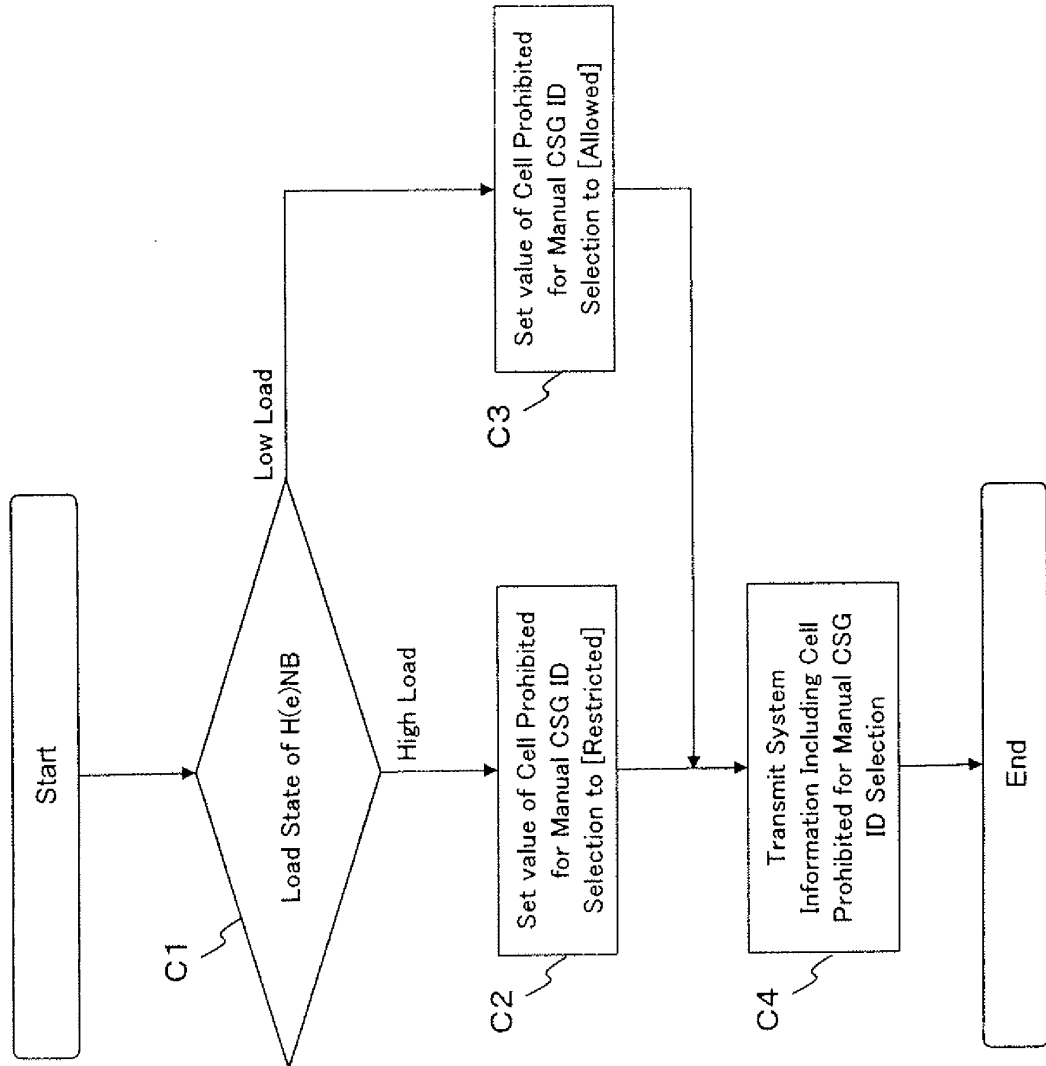 Start
C1
Load State of H(e)NB
Low Load
High Load
C2
Set value of Cell Prohibited
for Manual CSG ID
Selection to [Restricted]
C3
Set value of Cell Prohibited
for Manual CSG ID
Selection to [Allowed]
C4
Transmit System
Information Including Cell
Prohibited for Manual CSG
ID Selection
End